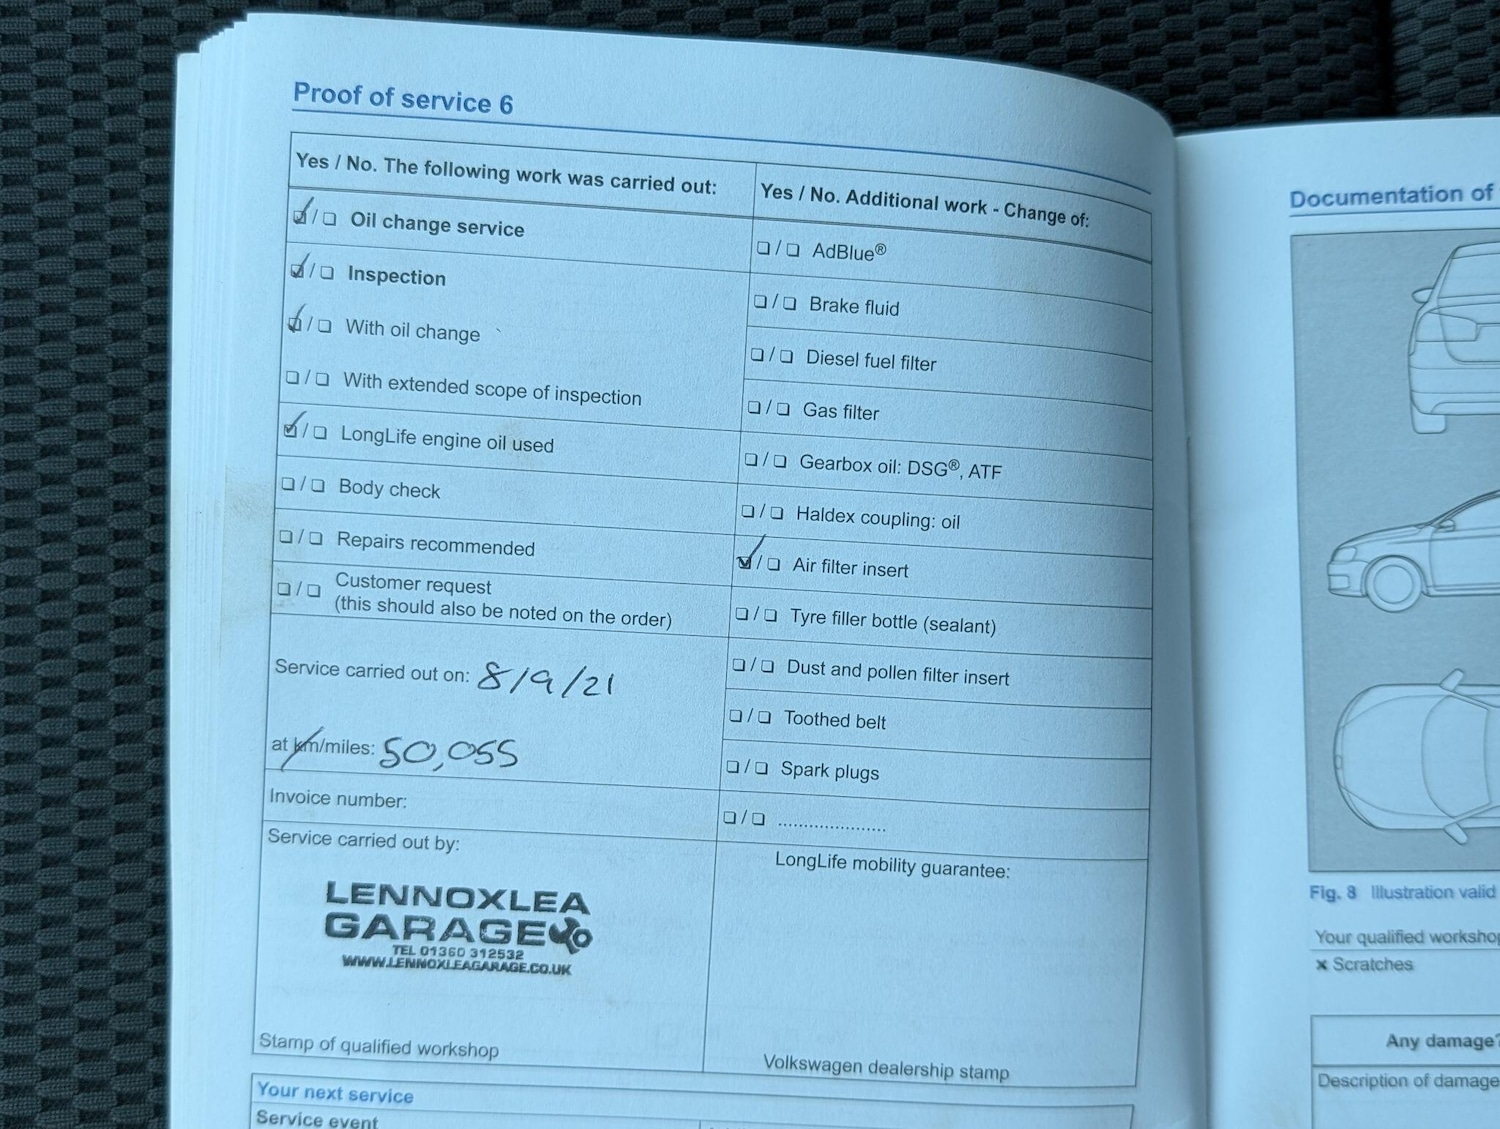 Proof of service 6
Yes / No. The following work was carried out:
❏ / ❏ Oil change service
❏ / ❏ Inspection
❏ / ❏ With oil change
❏ / ❏ With extended scope of inspection
❏ / ❏ LongLife engine oil used
❏ / ❏ Body check
❏ / ❏ Repairs recommended
❏ / ❏ Customer request
(this should also be noted on the order)
Service carried out on: 8/9/21
at km/miles: 50,055
Invoice number:
Service carried out by:
LENNOXLEA
GARAGE
TEL 01360 312532
WWW.LENNOXLEAGARAGE.CO.UK
Stamp of qualified workshop
Yes / No. Additional work - Change of:
❏ / ❏ AdBlue®
❏ / ❏ Brake fluid
❏ / ❏ Diesel fuel filter
❏ / ❏ Gas filter
❏ / ❏ Gearbox oil: DSG®, ATF
❏ / ❏ Haldex coupling: oil
❏ / ❏ Air filter insert
❏ / ❏ Tyre filler bottle (sealant)
❏ / ❏ Dust and pollen filter insert
❏ / ❏ Toothed belt
❏ / ❏ Spark plugs
❏ / ❏ .....................
LongLife mobility guarantee:
Volkswagen dealership stamp
Your next service
Service event
Documentation of
Fig. 8 Illustration valid
Your qualified workshop
× Scratches
Any damage?
Description of damage